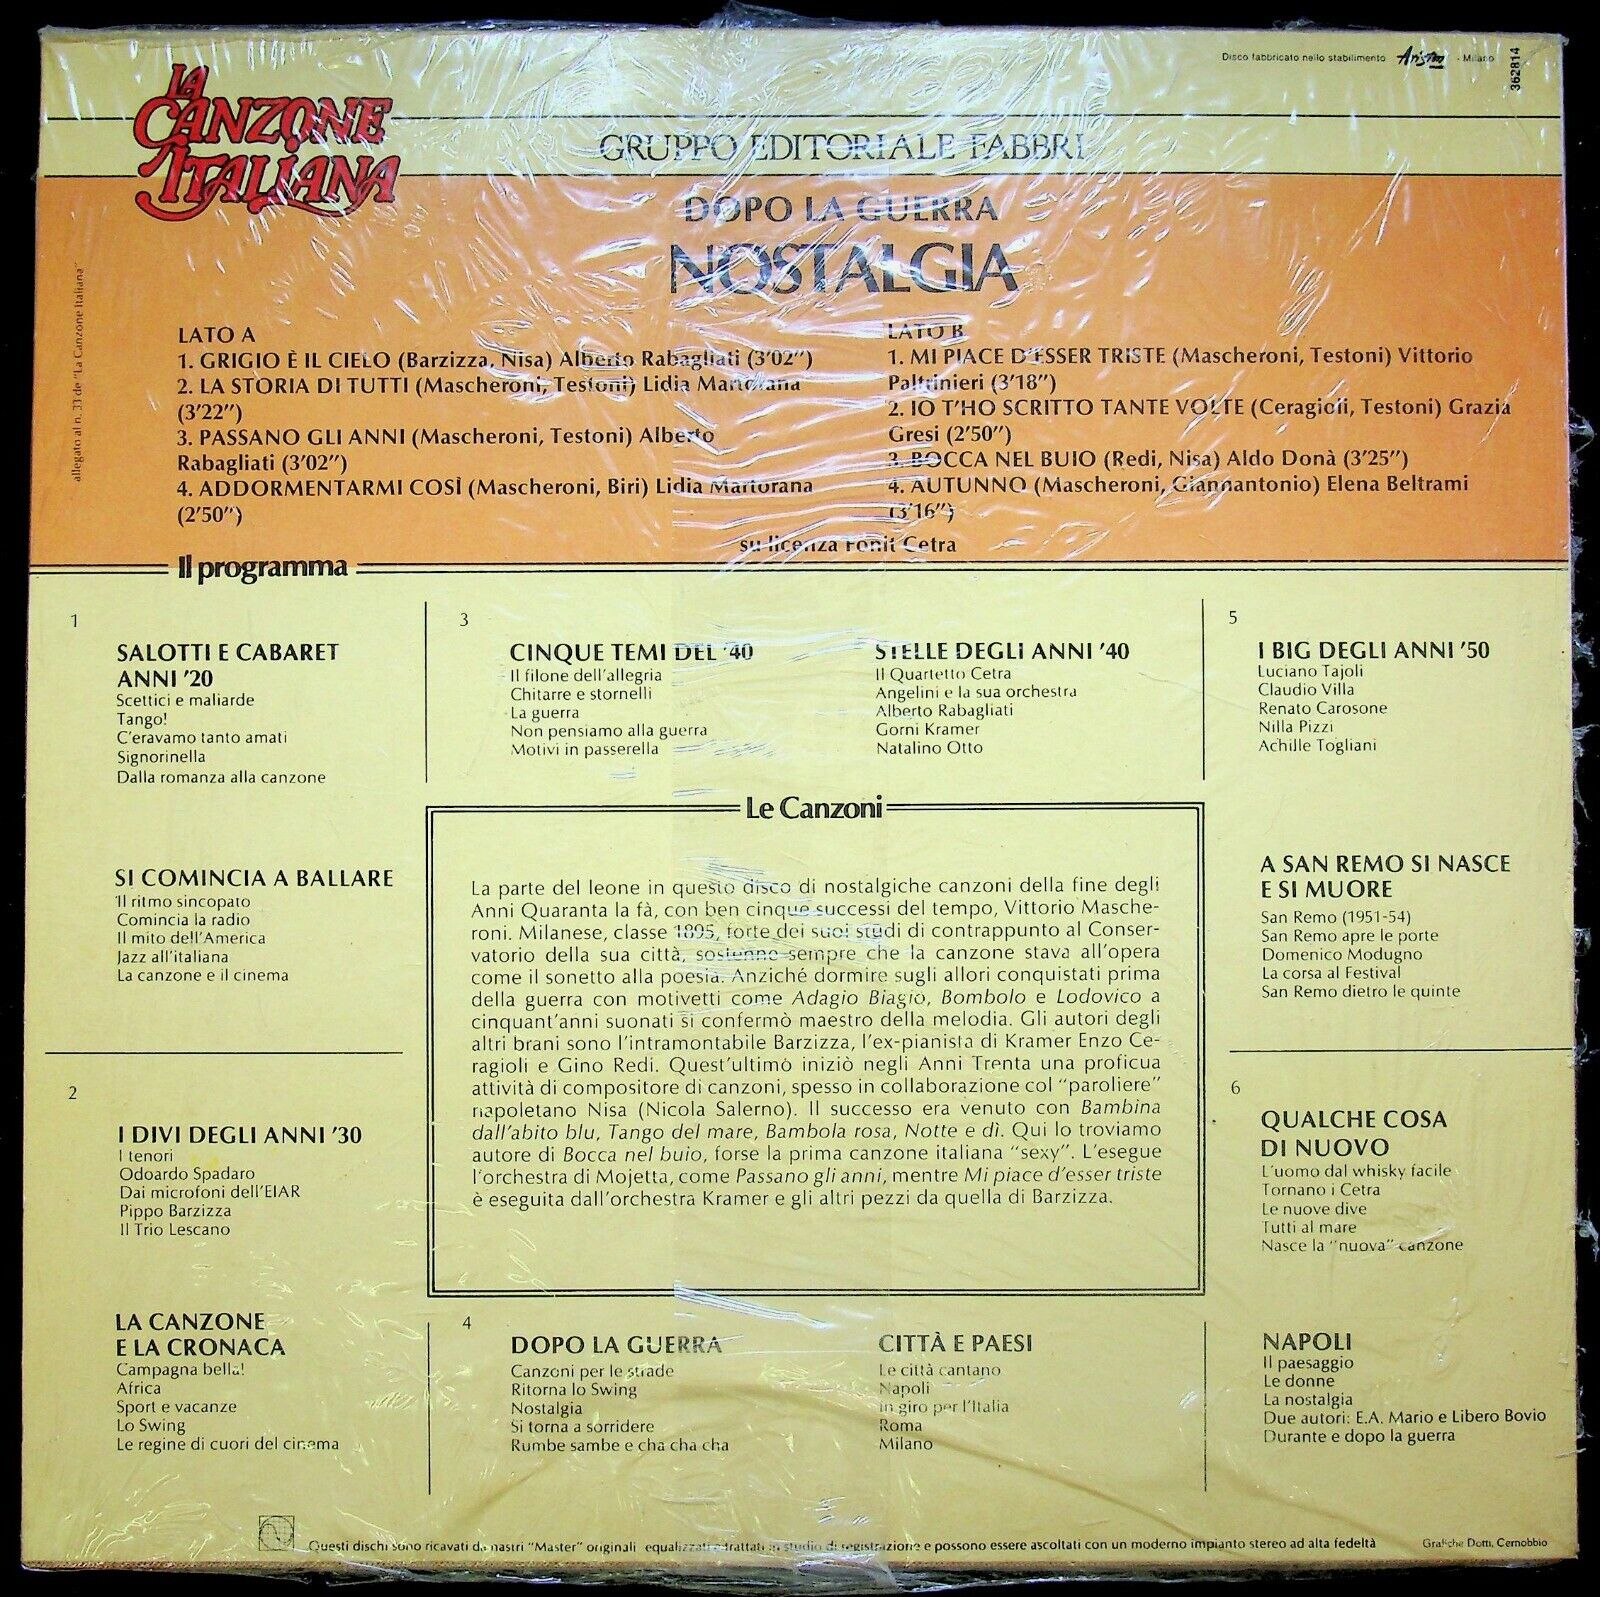 Disco fabbricato nello stabilimento Ariston - Milano
362814
LA
CANZONE
ITALIANA
GRUPPO EDITORIALE FABBRI
DOPO LA GUERRA
NOSTALGIA
allegato al n. 33 de "La Canzone Italiana"
LATO A
1. GRIGIO È IL CIELO (Barzizza, Nisa) Alberto Rabagliati (3'02")
2. LA STORIA DI TUTTI (Mascheroni, Testoni) Lidia Martorana
(3'22")
3. PASSANO GLI ANNI (Mascheroni, Testoni) Alberto
Rabagliati (3'02")
4. ADDORMENTARMI COSÌ (Mascheroni, Biri) Lidia Martorana
(2'50")
LATO B
1. MI PIACE D'ESSER TRISTE (Mascheroni, Testoni) Vittorio
Paltrinieri (3'18")
2. IO T'HO SCRITTO TANTE VOLTE (Ceragioli, Testoni) Grazia
Gresi (2'50")
3. BOCCA NEL BUIO (Redi, Nisa) Aldo Donà (3'25")
4. AUTUNNO (Mascheroni, Giannantonio) Elena Beltrami
(3'16")
su licenza Fonit Cetra
Il programma
1
SALOTTI E CABARET
ANNI '20
Scettici e maliarde
Tango!
C'eravamo tanto amati
Signorinella
Dalla romanza alla canzone
SI COMINCIA A BALLARE
Il ritmo sincopato
Comincia la radio
Il mito dell'America
Jazz all'italiana
La canzone e il cinema
2
I DIVI DEGLI ANNI '30
I tenori
Odoardo Spadaro
Dai microfoni dell'EIAR
Pippo Barzizza
Il Trio Lescano
LA CANZONE
E LA CRONACA
Campagna bella!
Africa
Sport e vacanze
Lo Swing
Le regine di cuori del cinema
3
CINQUE TEMI DEL '40
Il filone dell'allegria
Chitarre e stornelli
La guerra
Non pensiamo alla guerra
Motivi in passerella
STELLE DEGLI ANNI '40
Il Quartetto Cetra
Angelini e la sua orchestra
Alberto Rabagliati
Gorni Kramer
Natalino Otto
Le Canzoni
La parte del leone in questo disco di nostalgiche canzoni della fine degli
Anni Quaranta la fà, con ben cinque successi del tempo, Vittorio Masche-
roni. Milanese, classe 1895, forte dei suoi studi di contrappunto al Conser-
vatorio della sua città, sostenne sempre che la canzone stava all'opera
come il sonetto alla poesia. Anziché dormire sugli allori conquistati prima
della guerra con motivetti come Adagio Biagio, Bombolo e Lodovico a
cinquant'anni suonati si confermò maestro della melodia. Gli autori degli
altri brani sono l'intramontabile Barzizza, l'ex-pianista di Kramer Enzo Ce-
ragioli e Gino Redi. Quest'ultimo iniziò negli Anni Trenta una proficua
attività di compositore di canzoni, spesso in collaborazione col "paroliere"
napoletano Nisa (Nicola Salerno). Il successo era venuto con Bambina
dall'abito blu, Tango del mare, Bambola rosa, Notte e dì. Qui lo troviamo
autore di Bocca nel buio, forse la prima canzone italiana "sexy". L'esegue
l'orchestra di Mojetta, come Passano gli anni, mentre Mi piace d'esser triste
è eseguita dall'orchestra Kramer e gli altri pezzi da quella di Barzizza.
4
DOPO LA GUERRA
Canzoni per le strade
Ritorna lo Swing
Nostalgia
Si torna a sorridere
Rumbe sambe e cha cha cha
CITTÀ E PAESI
Le città cantano
Napoli
In giro per l'Italia
Roma
Milano
5
I BIG DEGLI ANNI '50
Luciano Tajoli
Claudio Villa
Renato Carosone
Nilla Pizzi
Achille Togliani
A SAN REMO SI NASCE
E SI MUORE
San Remo (1951-54)
San Remo apre le porte
Domenico Modugno
La corsa al Festival
San Remo dietro le quinte
6
QUALCHE COSA
DI NUOVO
L'uomo dal whisky facile
Tornano i Cetra
Le nuove dive
Tutti al mare
Nasce la "nuova" canzone
NAPOLI
Il paesaggio
Le donne
La nostalgia
Due autori: E.A. Mario e Libero Bovio
Durante e dopo la guerra
Questi dischi sono ricavati da nastri "Master" originali equalizzati e trattati in studio di registrazione e possono essere ascoltati con un moderno impianto stereo ad alta fedeltà
Grafiche Dotti, Cernobbio